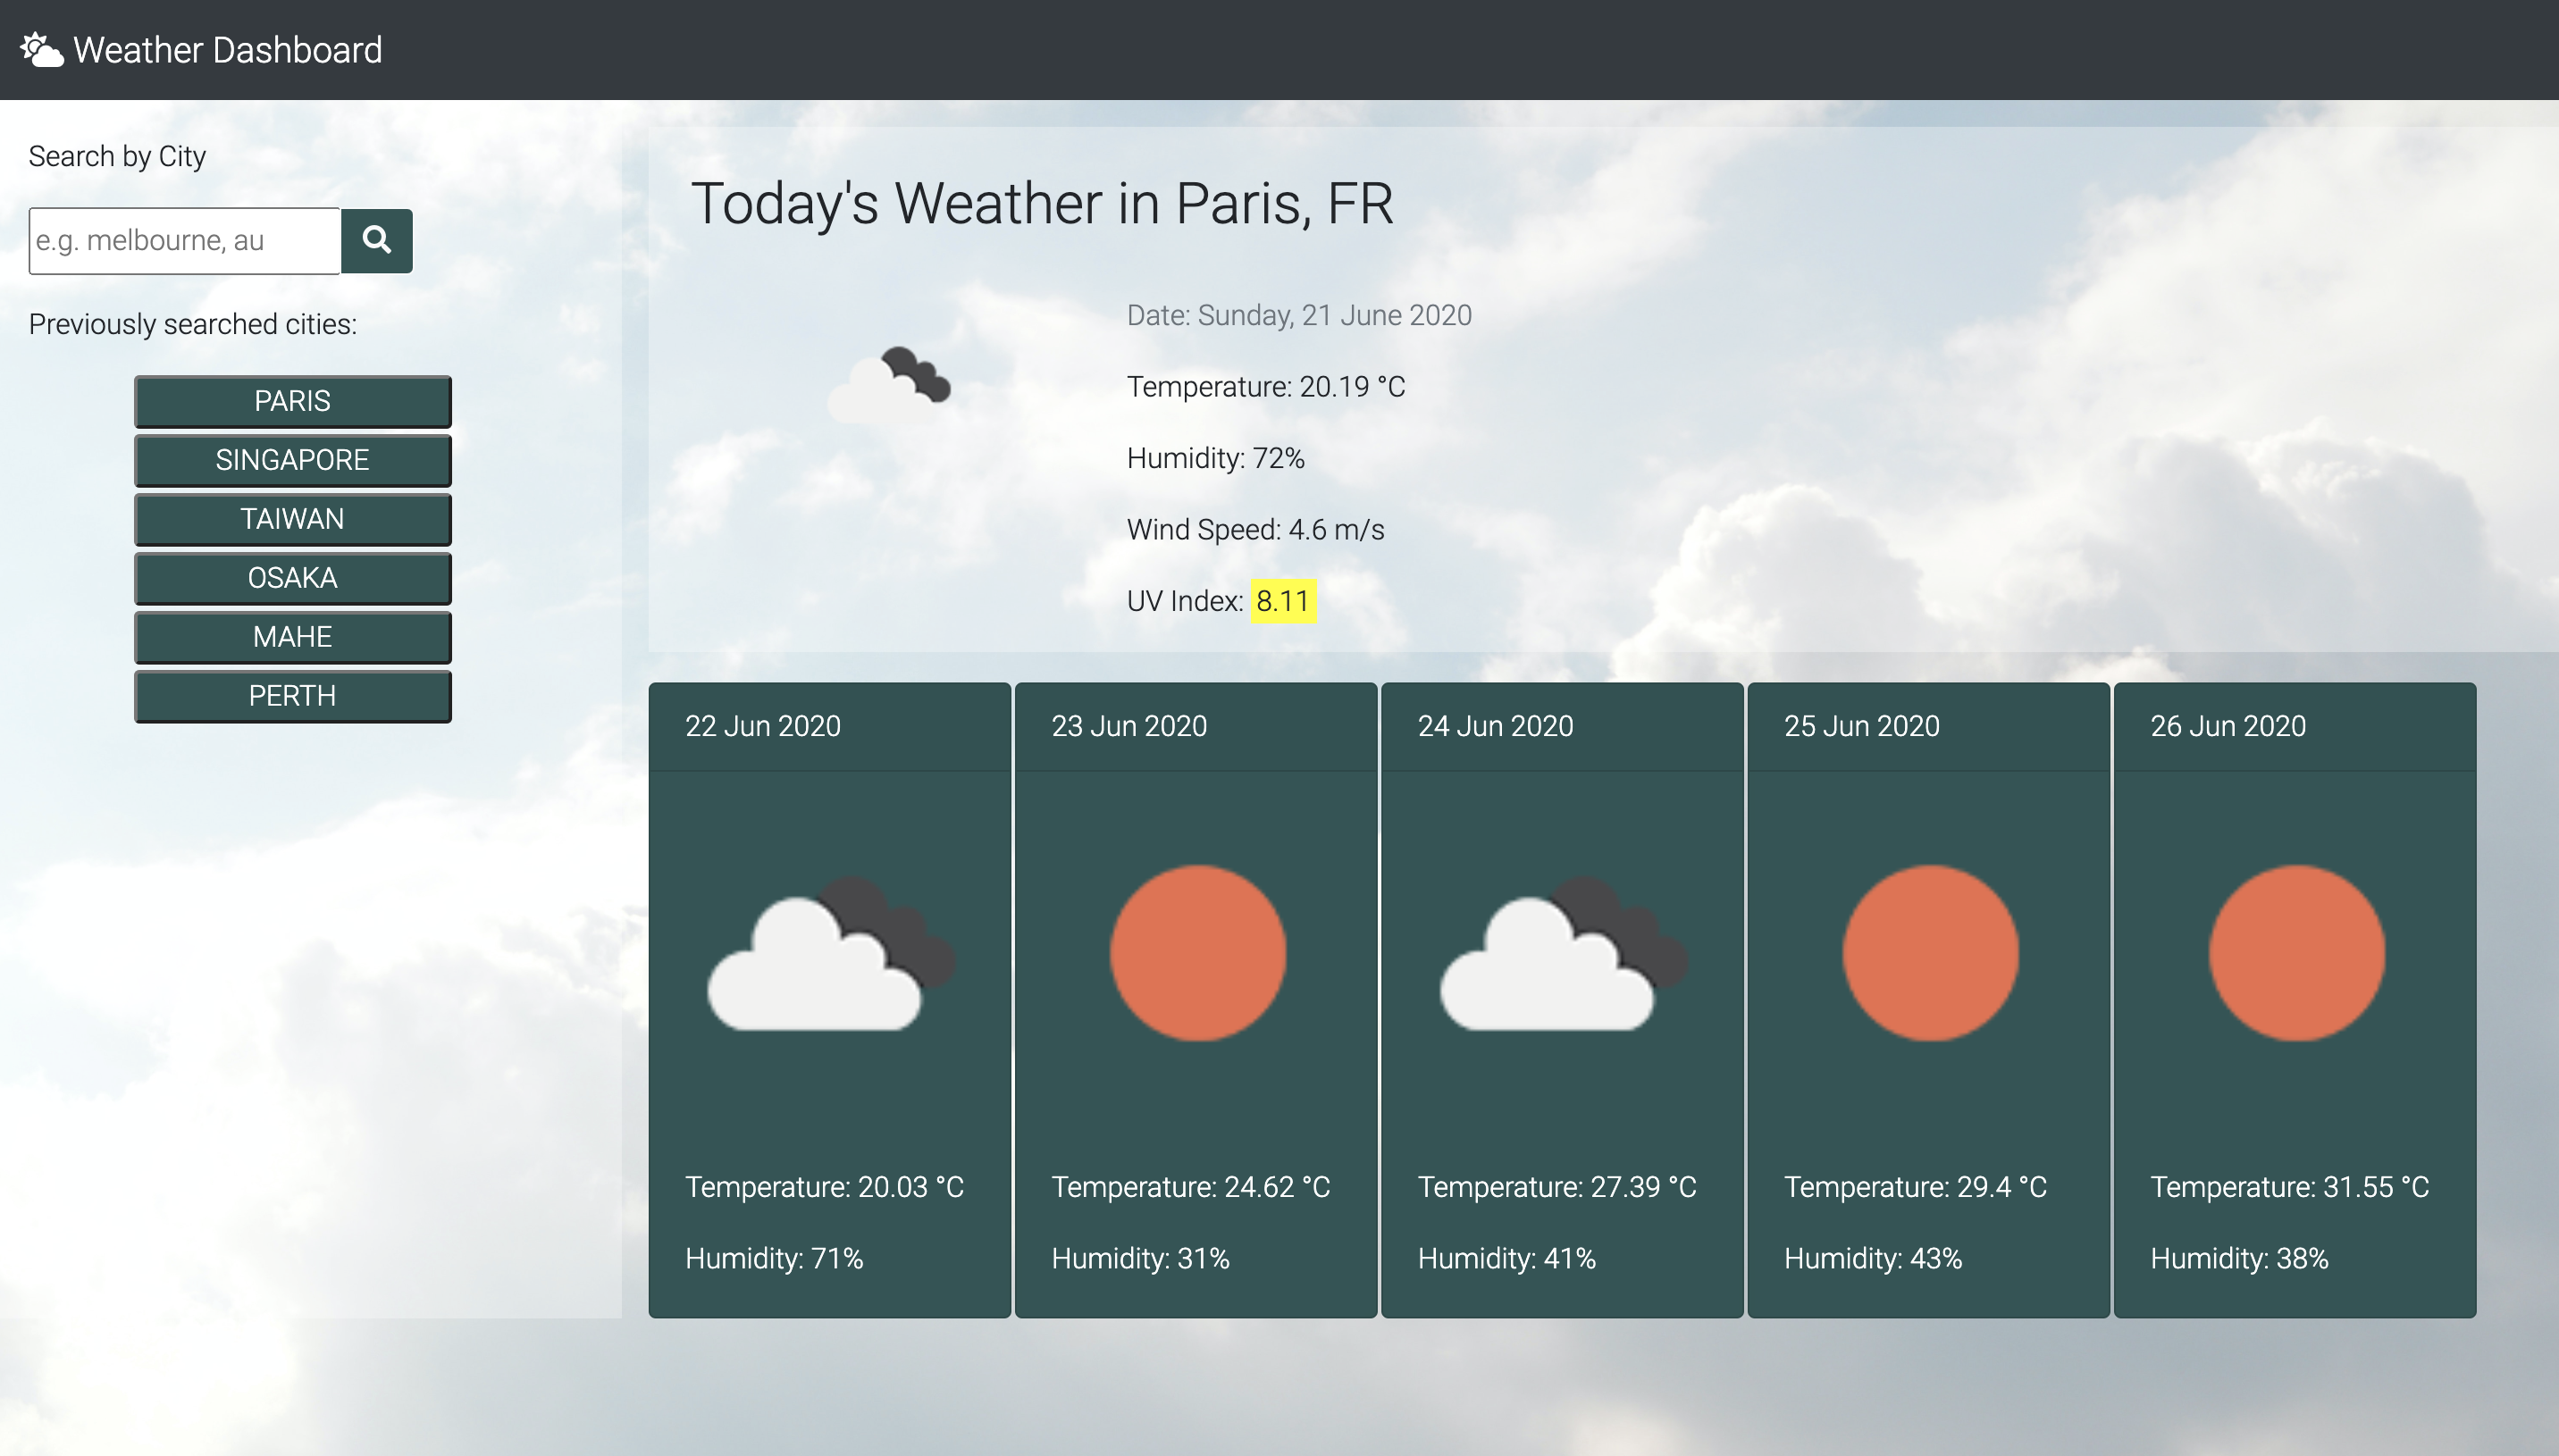 Weather Dashboard
Search by City
e.g. melbourne, au
Previously searched cities:
PARIS
SINGAPORE
TAIWAN
OSAKA
MAHE
PERTH
Today's Weather in Paris, FR
Date: Sunday, 21 June 2020
Temperature: 20.19 °C
Humidity: 72%
Wind Speed: 4.6 m/s
UV Index: 8.11
22 Jun 2020
Temperature: 20.03 °C
Humidity: 71%
23 Jun 2020
Temperature: 24.62 °C
Humidity: 31%
24 Jun 2020
Temperature: 27.39 °C
Humidity: 41%
25 Jun 2020
Temperature: 29.4 °C
Humidity: 43%
26 Jun 2020
Temperature: 31.55 °C
Humidity: 38%